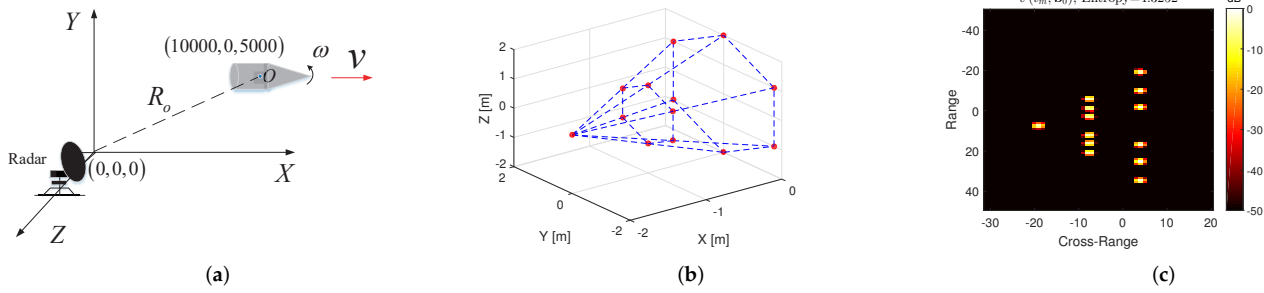 Y
(10000,0,5000)
ω
v
O
R_o
Radar
(0,0,0)
X
Z
(a)
2
1
0
-1
-2
Z [m]
2
0
-2
Y [m]
-2
-1
0
X [m]
(b)
Entropy
0
-10
-20
-30
-40
-50
-20
0
20
40
Range
-30 -20 -10 0 10 20
Cross-Range
(c)